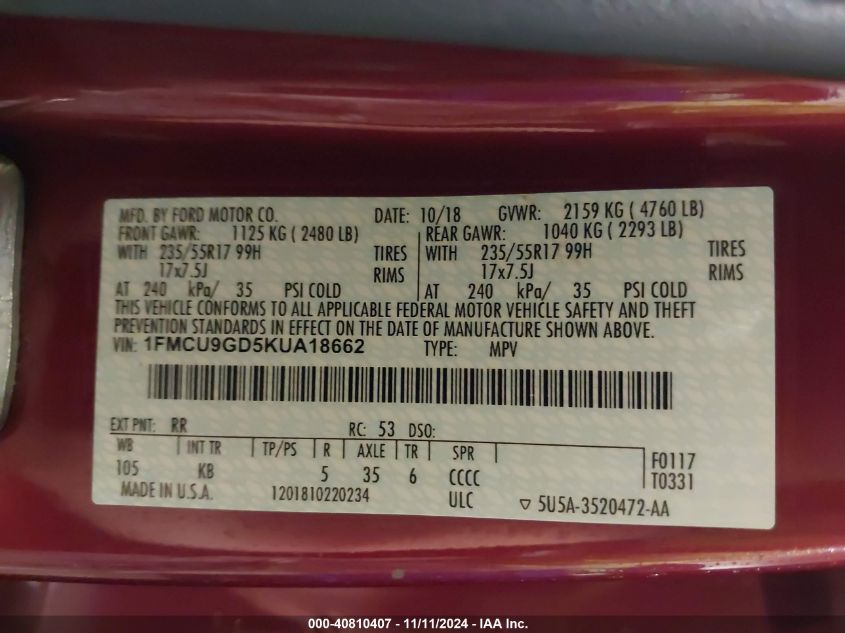 MFD. BY FORD MOTOR CO. DATE: 10/18 GVWR: 2159 KG ( 4760 LB)
FRONT GAWR: 1125 KG ( 2480 LB) REAR GAWR: 1040 KG ( 2293 LB)
WITH 235/55R17 99H TIRES WITH 235/55R17 99H TIRES
17x7.5J RIMS 17x7.5J RIMS
AT 240 kPa/ 35 PSI COLD AT 240 kPa/ 35 PSI COLD
THIS VEHICLE CONFORMS TO ALL APPLICABLE FEDERAL MOTOR VEHICLE SAFETY AND THEFT
PREVENTION STANDARDS IN EFFECT ON THE DATE OF MANUFACTURE SHOWN ABOVE.
VIN: 1FMCU9GD5KUA18662 TYPE: MPV
EXT PNT: RR RC: 53 DSO:
WB INT TR TP/PS R AXLE TR SPR F0117
105 KB 5 35 6 CCCC T0331
MADE IN U.S.A. 1201810220234 ULC ▽ 5U5A-3520472-AA
000-40810407 - 11/11/2024 - IAA Inc.